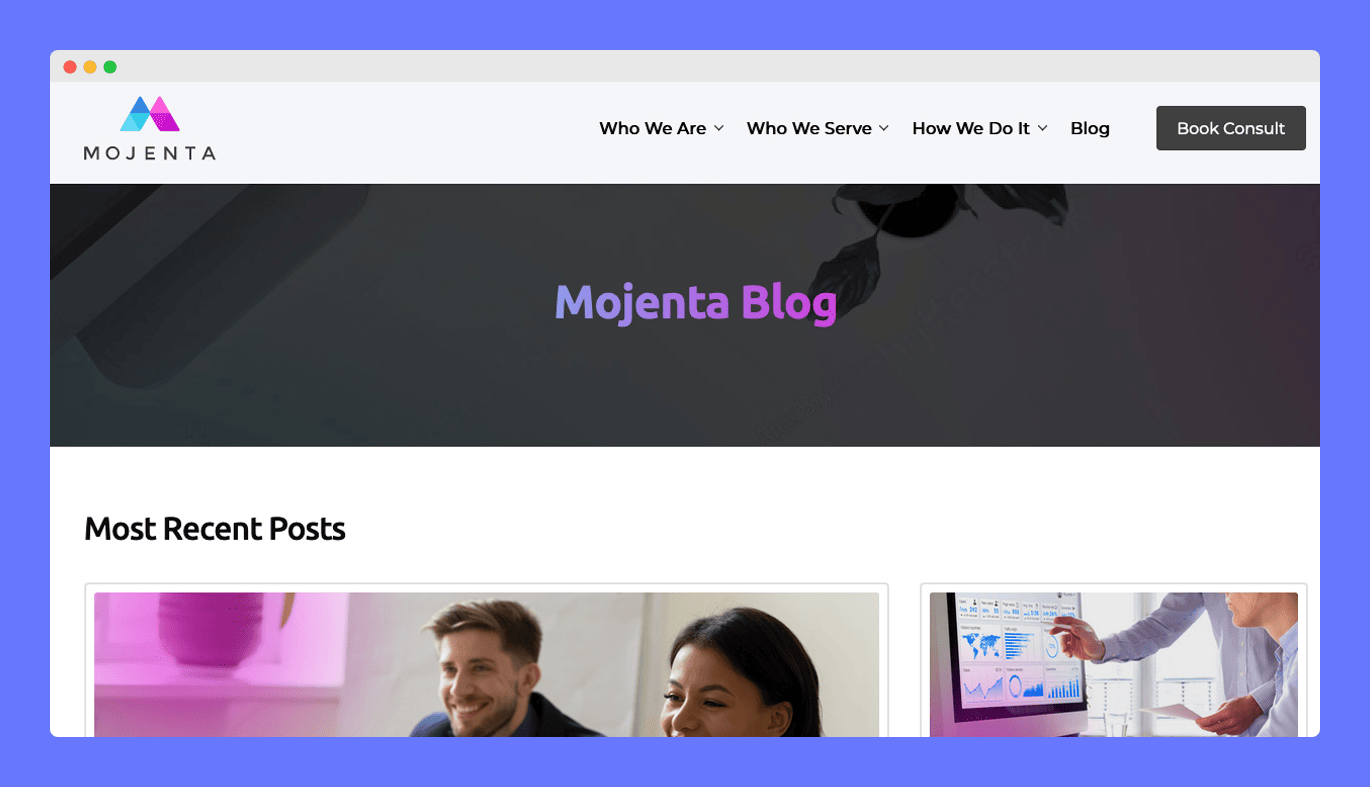 MOJENTA
Who We Are
Who We Serve
How We Do It
Blog
Book Consult
Mojenta Blog
Most Recent Posts